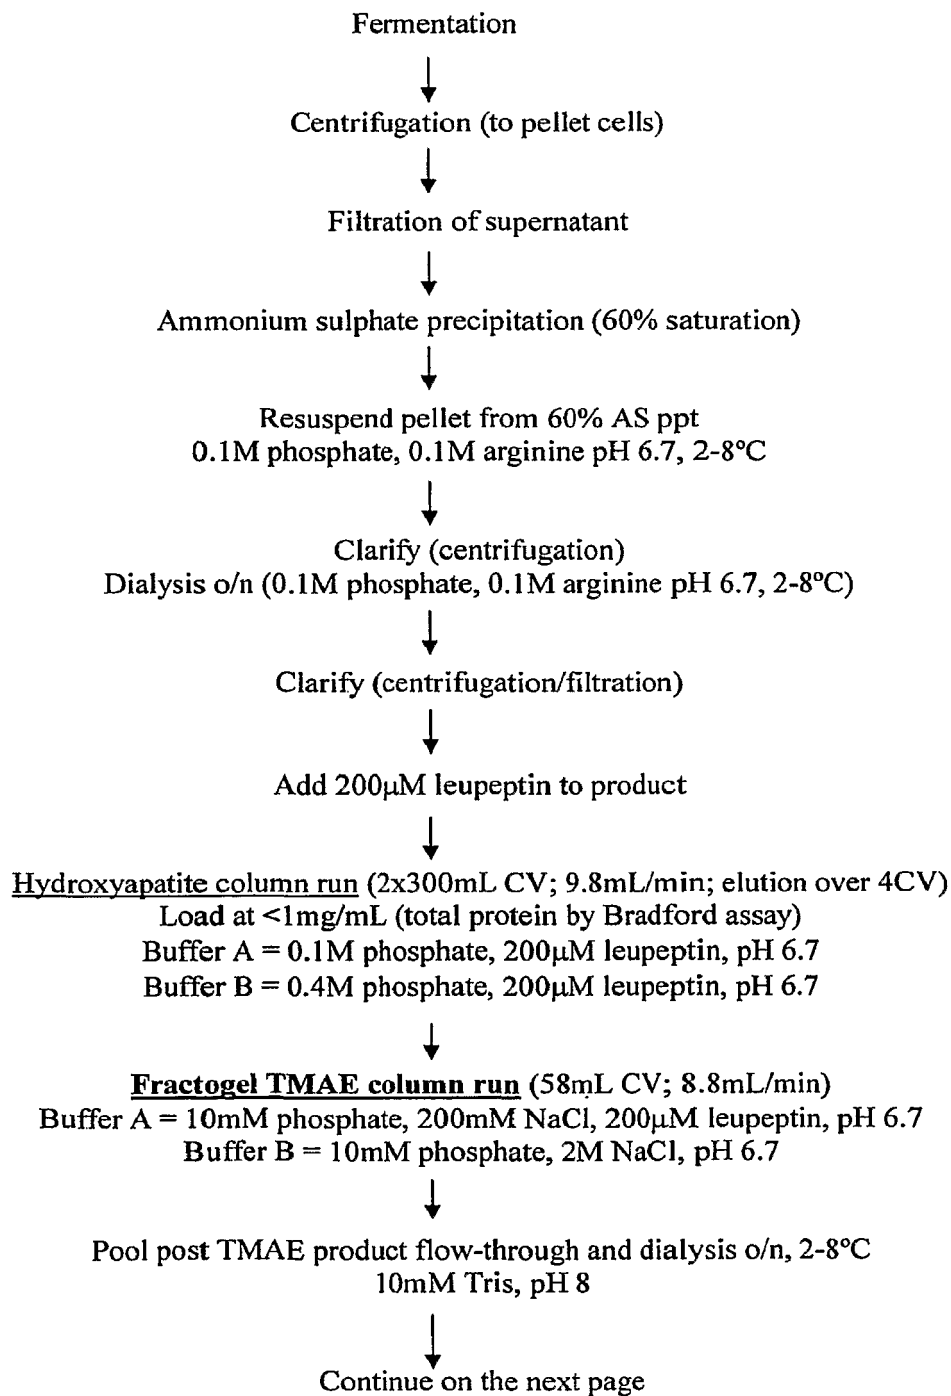 Fermentation
Centrifugation (to pellet cells)
Filtration of supernatant
Ammonium sulphate precipitation (60% saturation)
Resuspend pellet from 60% AS ppt
0.1M phosphate, 0.1M arginine pH 6.7, 2-8ºC
Clarify (centrifugation)
Dialysis o/n (0.1M phosphate, 0.1M arginine pH 6.7, 2-8ºC)
Clarify (centrifugation/filtration)
Add 200µM leupeptin to product
Hydroxyapatite column run (2x300mL CV; 9.8mL/min; elution over 4CV)
Load at <1mg/mL (total protein by Bradford assay)
Buffer A = 0.1M phosphate, 200µM leupeptin, pH 6.7
Buffer B = 0.4M phosphate, 200µM leupeptin, pH 6.7
Fractogel TMAE column run (58mL CV; 8.8mL/min)
Buffer A = 10mM phosphate, 200mM NaCl, 200µM leupeptin, pH 6.7
Buffer B = 10mM phosphate, 2M NaCl, pH 6.7
Pool post TMAE product flow-through and dialysis o/n, 2-8ºC
10mM Tris, pH 8
Continue on the next page